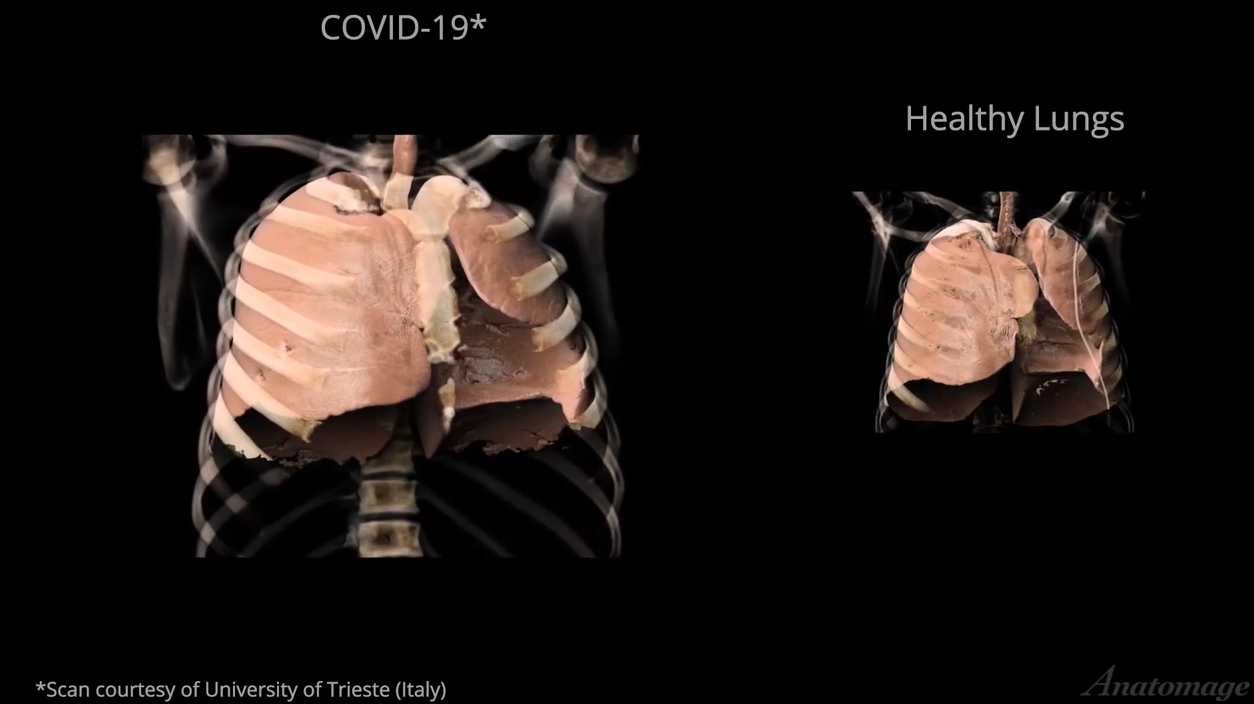 COVID-19*
Healthy Lungs
*Scan courtesy of University of Trieste (Italy)
Anatomage